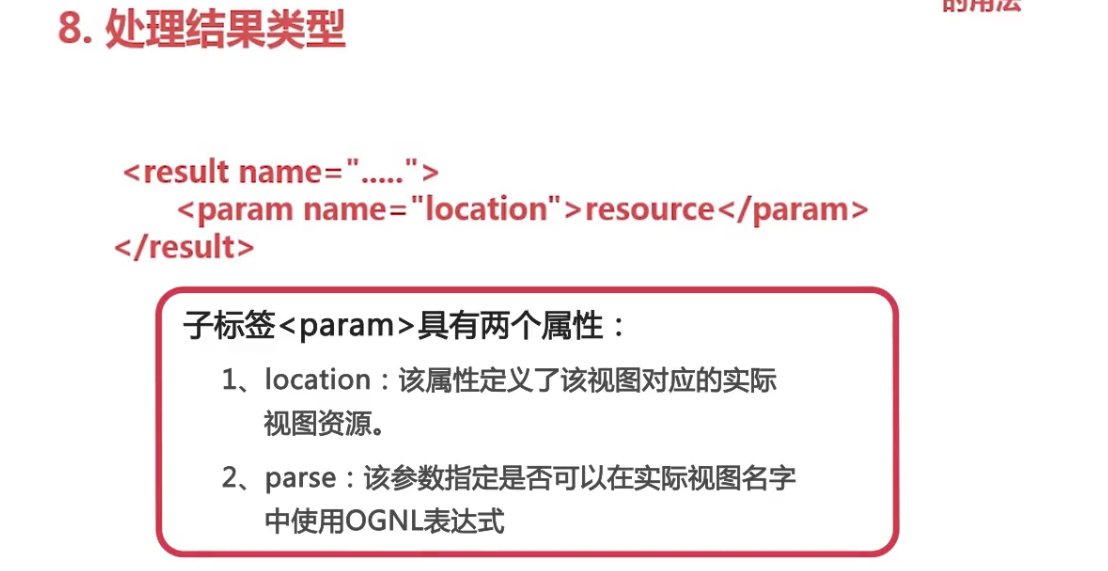 的用法
8. 处理结果类型
<result name=".....">
<param name="location">resource</param>
</result>
子标签<param>具有两个属性：
1、location：该属性定义了该视图对应的实际
视图资源。
2、parse：该参数指定是否可以在实际视图名字
中使用OGNL表达式